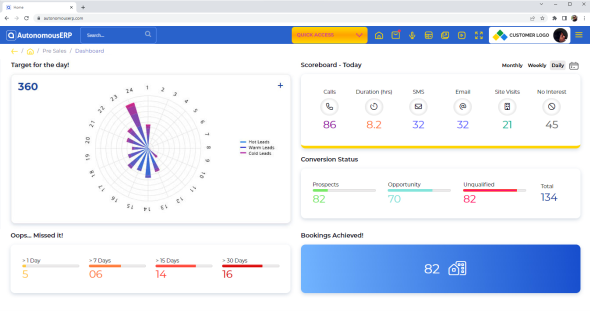 Home
autonomouserp.com
AutonomousERP
Search...
QUICK ACCESS
CUSTOMER LOGO
/ Pre Sales / Dashboard
Target for the day!
360
+
1
2
3
4
5
6
7
8
9
10
11
12
13
14
15
16
17
18
19
20
21
22
23
24
Hot Leads
Warm Leads
Cold Leads
Scoreboard - Today
Monthly Weekly Daily
Calls Duration (hrs) SMS Email Site Visits No Interest
86 8.2 32 32 21 45
Conversion Status
Prospects Opportunity Unqualified Total
82 70 82 134
Oops... Missed it!
> 1 Day > 7 Days > 15 Days > 30 Days
5 06 14 16
Bookings Achieved!
82